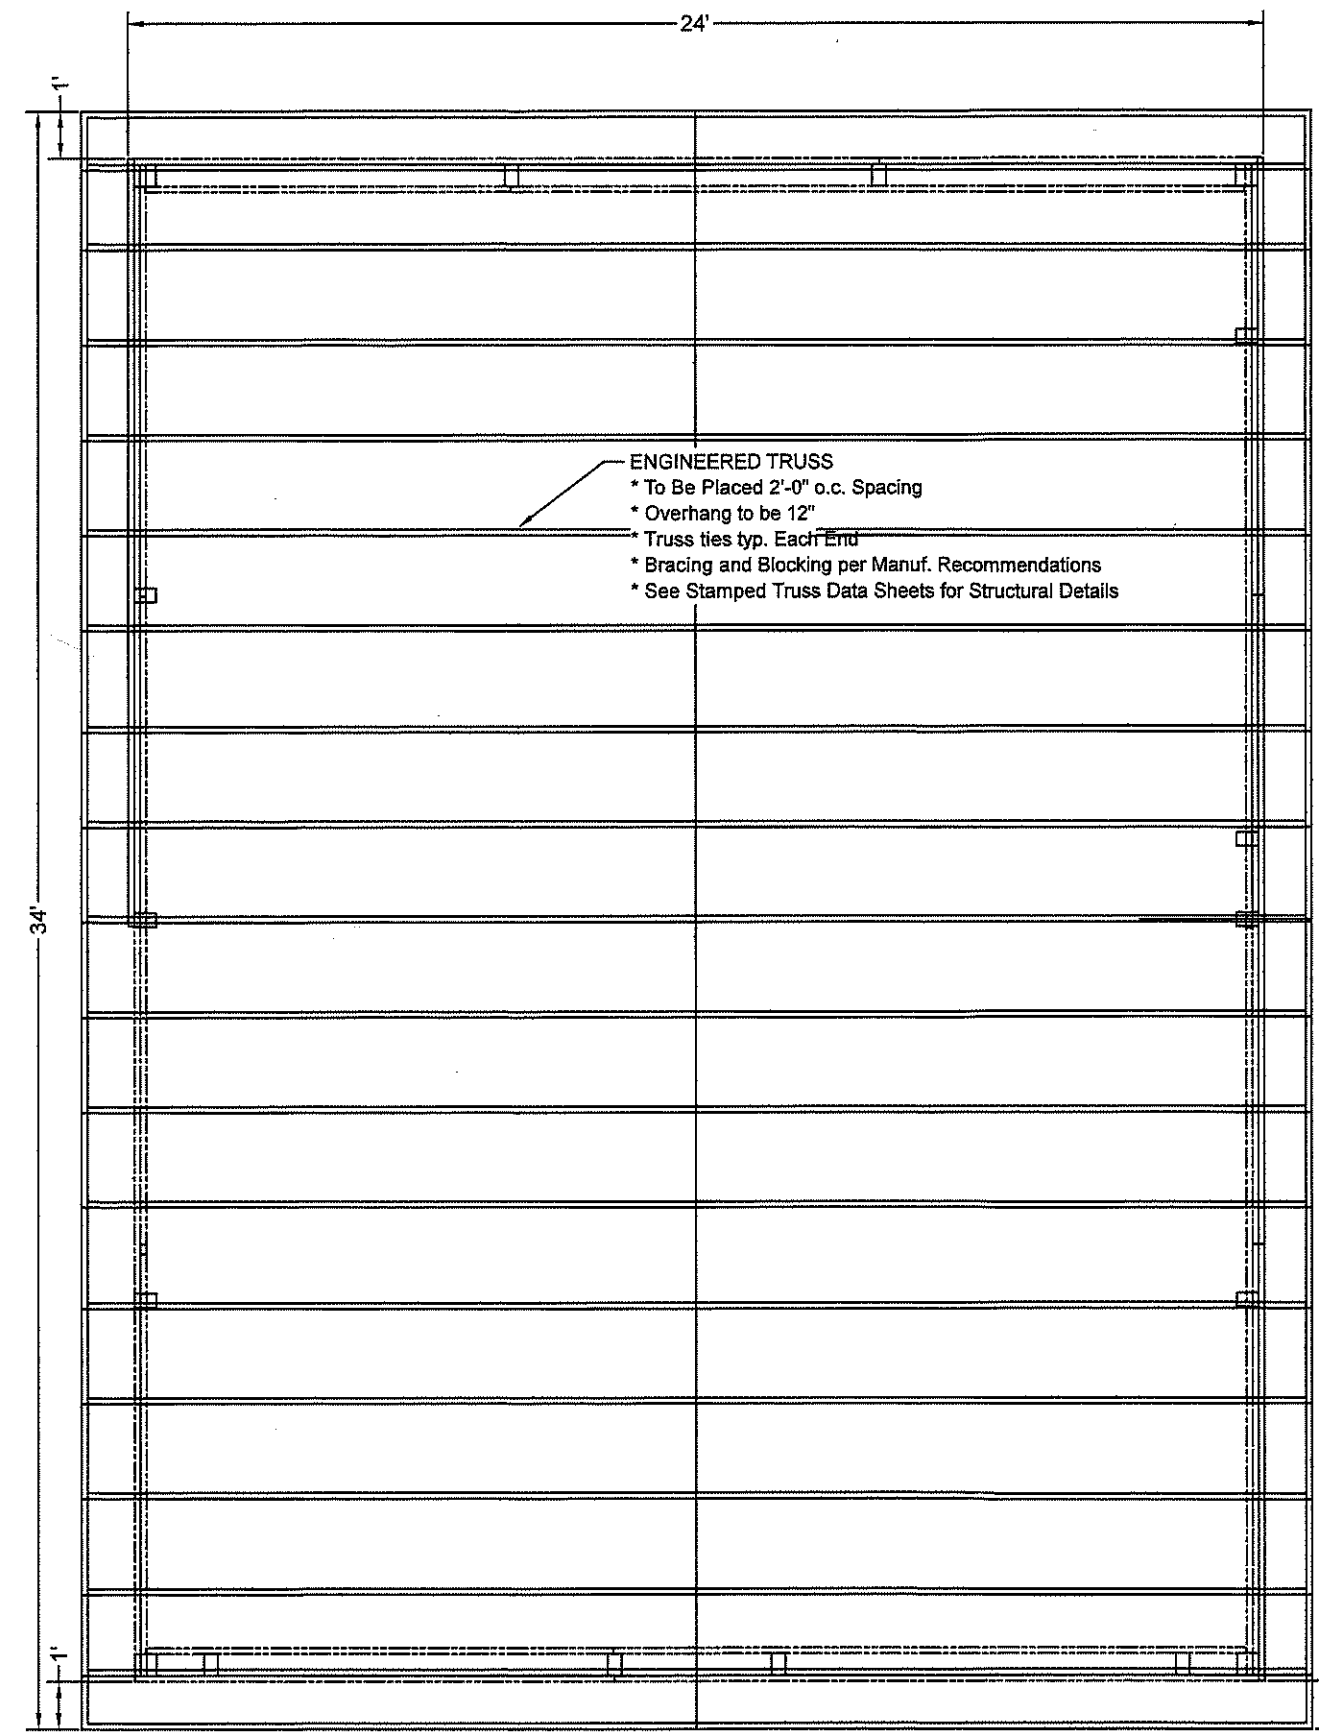 24'
1'
ENGINEERED TRUSS
* To Be Placed 2'-0" o.c. Spacing
* Overhang to be 12"
* Truss ties typ. Each End
* Bracing and Blocking per Manuf. Recommendations
* See Stamped Truss Data Sheets for Structural Details
34'
1'